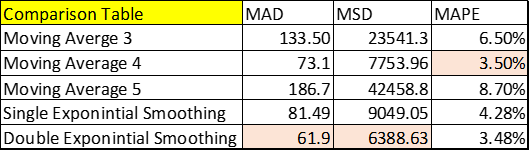 Comparison Table MAD MSD MAPE
Moving Averge 3 133.50 23541.3 6.50%
Moving Average 4 73.1 7753.96 3.50%
Moving Average 5 186.7 42458.8 8.70%
Single Exponintial Smoothing 81.49 9049.05 4.28%
Double Exponintial Smoothing 61.9 6388.63 3.48%